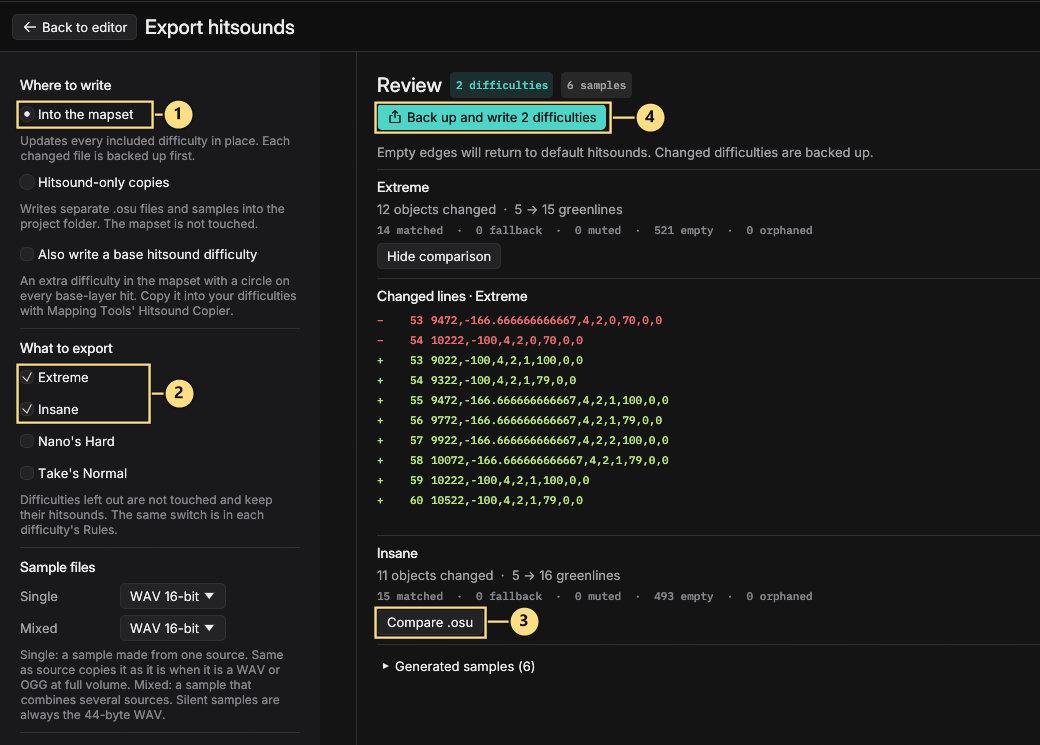 ← Back to editor
Export hitsounds
Where to write
Into the mapset
1
Updates every included difficulty in place. Each
changed file is backed up first.
Hitsound-only copies
Writes separate .osu files and samples into the
project folder. The mapset is not touched.
Also write a base hitsound difficulty
An extra difficulty in the mapset with a circle on
every base-layer hit. Copy it into your difficulties
with Mapping Tools' Hitsound Copier.
What to export
Extreme
Insane
2
Nano's Hard
Take's Normal
Difficulties left out are not touched and keep
their hitsounds. The same switch is in each
difficulty's Rules.
Sample files
Single WAV 16-bit ▼
Mixed WAV 16-bit ▼
Single: a sample made from one source. Same
as source copies it as it is when it is a WAV or
OGG at full volume. Mixed: a sample that
combines several sources. Silent samples are
always the 44-byte WAV.
Review 2 difficulties 6 samples
Back up and write 2 difficulties
4
Empty edges will return to default hitsounds. Changed difficulties are backed up.
Extreme
12 objects changed · 5 → 15 greenlines
14 matched · 0 fallback · 0 muted · 521 empty · 0 orphaned
Hide comparison
Changed lines · Extreme
- 53 9472,-166.666666666667,4,2,0,70,0,0
- 54 10222,-100,4,2,0,70,0,0
+ 53 9022,-100,4,2,1,100,0,0
+ 54 9322,-100,4,2,1,79,0,0
+ 55 9472,-166.666666666667,4,2,1,100,0,0
+ 56 9772,-166.666666666667,4,2,1,79,0,0
+ 57 9922,-166.666666666667,4,2,2,100,0,0
+ 58 10072,-166.666666666667,4,2,1,79,0,0
+ 59 10222,-100,4,2,1,100,0,0
+ 60 10522,-100,4,2,1,79,0,0
Insane
11 objects changed · 5 → 16 greenlines
15 matched · 0 fallback · 0 muted · 493 empty · 0 orphaned
Compare .osu
3
▸ Generated samples (6)